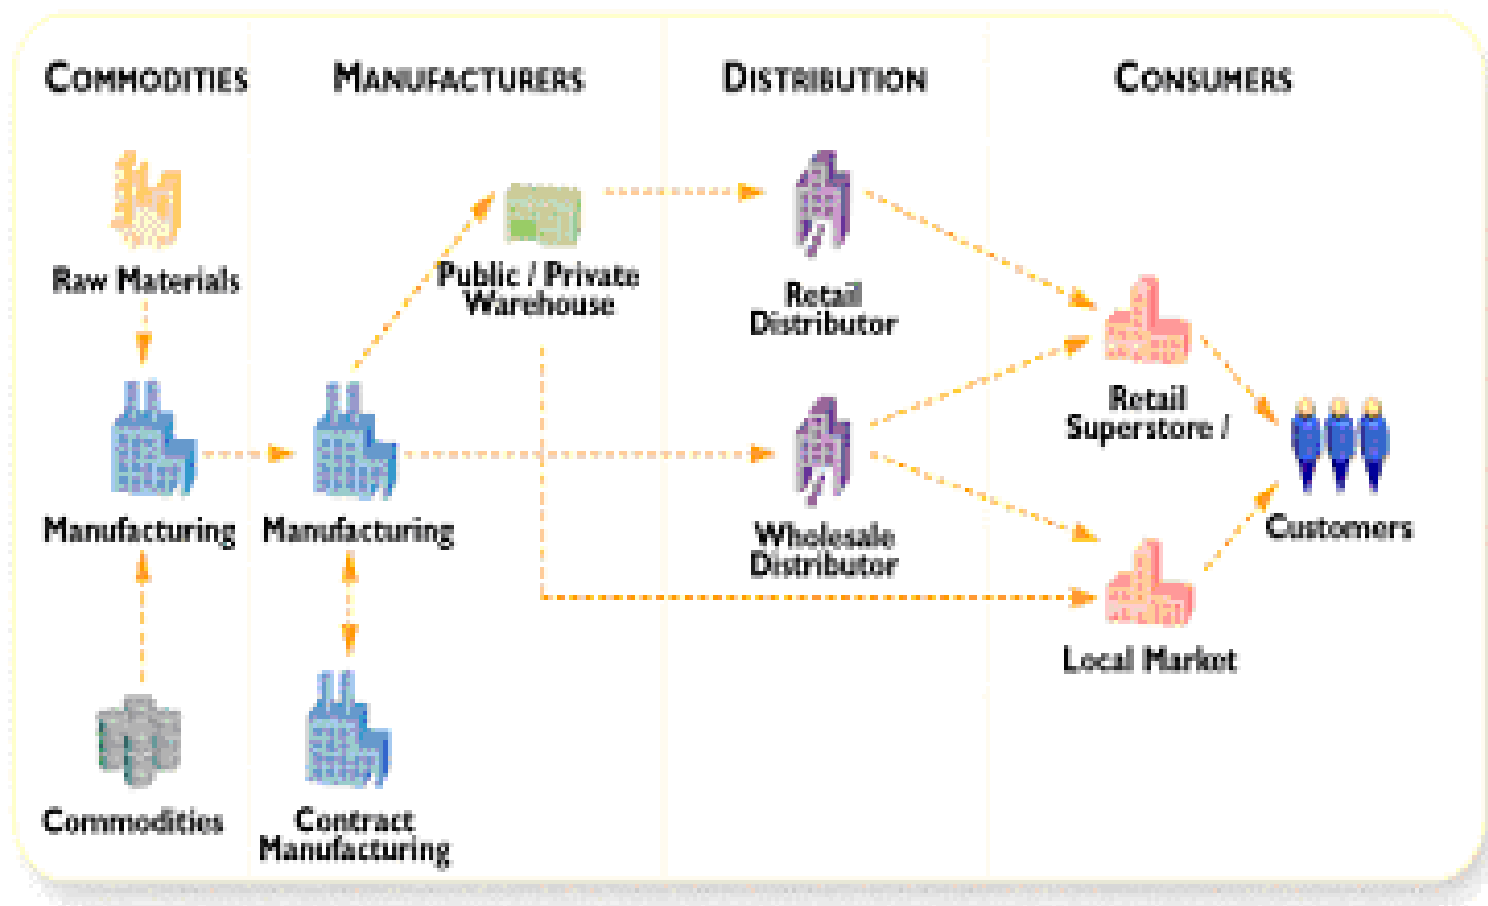 COMMODITIES
MANUFACTURERS
DISTRIBUTION
CONSUMERS
Raw Materials
Public / Private
Warehouse
Retail
Distributor
Retail
Superstore /
Manufacturing
Manufacturing
Wholesale
Distributor
Customers
Local Market
Commodities
Contract
Manufacturing